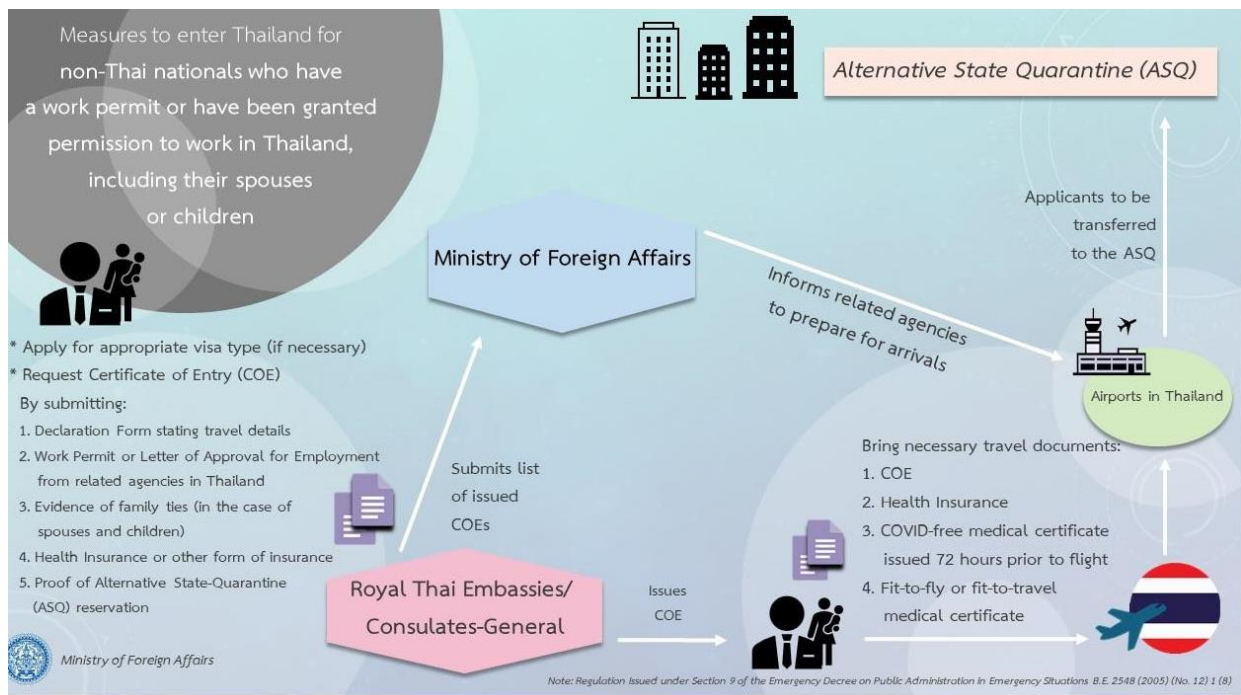 Measures to enter Thailand for
non-Thai nationals who have
a work permit or have been granted
permission to work in Thailand,
including their spouses
or children
* Apply for appropriate visa type (if necessary)
* Request Certificate of Entry (COE)
By submitting:
1. Declaration Form stating travel details
2. Work Permit or Letter of Approval for Employment
from related agencies in Thailand
3. Evidence of family ties (in the case of
spouses and children)
4. Health Insurance or other form of insurance
5. Proof of Alternative State-Quarantine
(ASQ) reservation
Ministry of Foreign Affairs
Royal Thai Embassies/
Consulates-General
Submits list
of issued
COEs
Ministry of Foreign Affairs
Issues
COE
Informs related agencies
to prepare for arrivals
Bring necessary travel documents:
1. COE
2. Health Insurance
3. COVID-free medical certificate
issued 72 hours prior to flight
4. Fit-to-fly or fit-to-travel
medical certificate
Airports in Thailand
Applicants to be
transferred
to the ASQ
Alternative State Quarantine (ASQ)
Note: Regulation Issued under Section 9 of the Emergency Decree on Public Administration in Emergency Situations B.E. 2548 (2005) (No. 12) 1 (8)